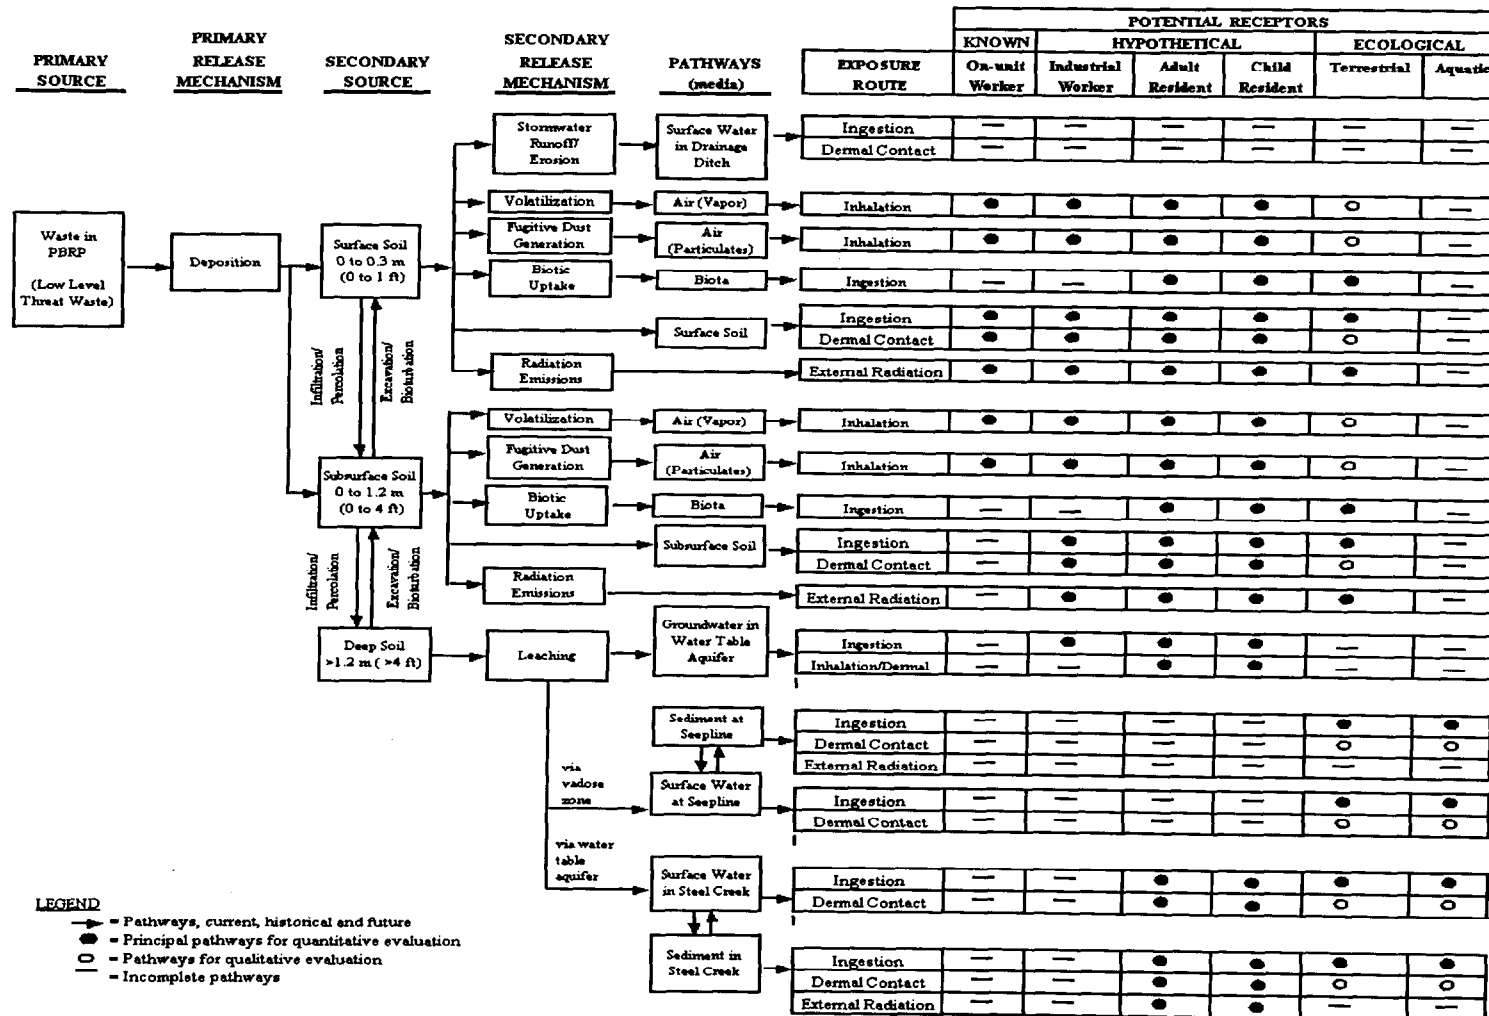 POTENTIAL RECEPTORS
KNOWN HYPOTHETICAL ECOLOGICAL
PRIMARY
SOURCE
PRIMARY
RELEASE
MECHANISM
SECONDARY
SOURCE
SECONDARY
RELEASE
MECHANISM
PATHWAYS
(media)
EXPOSURE
ROUTE
On-unit
Worker
Industrial
Worker
Adult
Resident
Child
Resident
Terrestrial
Aquatic
Waste in
PBRP
(Low Level
Threat Waste)
Deposition
Surface Soil
0 to 0.3 m
(0 to 1 ft)
Infiltration/
Percolation
Excavation/
Bioturbation
Subsurface Soil
0 to 1.2 m
(0 to 4 ft)
Infiltration/
Percolation
Excavation/
Bioturbation
Deep Soil
>1.2 m ( >4 ft)
Stormwater
Runoff/
Erosion
Surface Water
in Drainage
Ditch
Ingestion
Dermal Contact
Volatilization
Air (Vapor)
Inhalation
Fugitive Dust
Generation
Air
(Particulates)
Inhalation
Biotic
Uptake
Biota
Ingestion
Surface Soil
Ingestion
Dermal Contact
Radiation
Emissions
External Radiation
Volatilization
Air (Vapor)
Inhalation
Fugitive Dust
Generation
Air
(Particulates)
Inhalation
Biotic
Uptake
Biota
Ingestion
Subsurface Soil
Ingestion
Dermal Contact
Radiation
Emissions
External Radiation
Leaching
Groundwater in
Water Table
Aquifer
Ingestion
Inhalation/Dermal
Sediment at
Seepline
Ingestion
Dermal Contact
External Radiation
via
vadose
zone
Surface Water
at Seepline
Ingestion
Dermal Contact
via water
table
aquifer
Surface Water
in Steel Creek
Ingestion
Dermal Contact
Sediment in
Steel Creek
Ingestion
Dermal Contact
External Radiation
LEGEND
= Pathways, current, historical and future
= Principal pathways for quantitative evaluation
= Pathways for qualitative evaluation
= Incomplete pathways